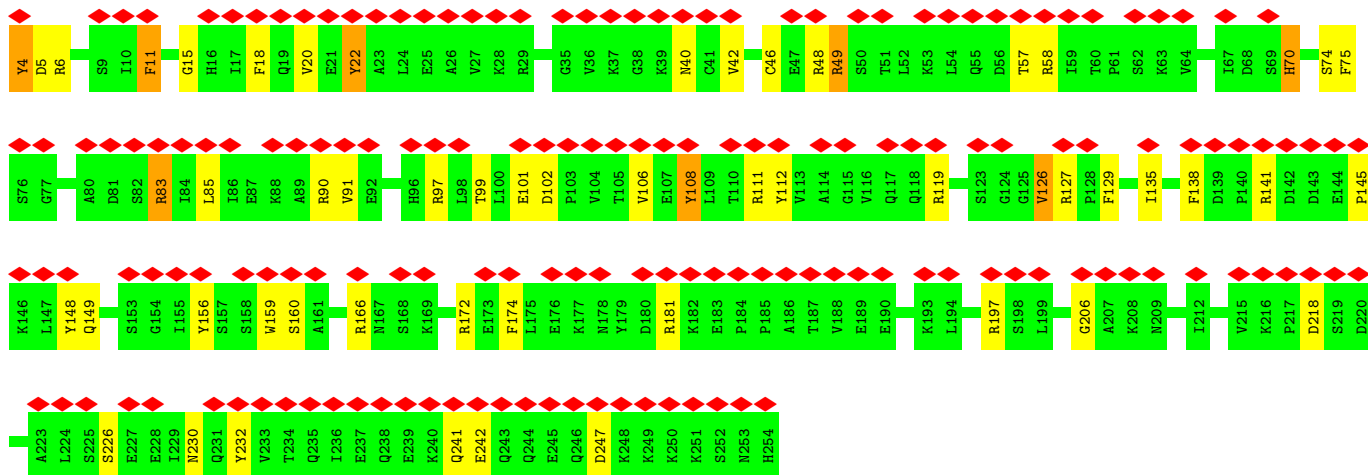 Y4 D5 R6 S9 I10 F11 G15 H16 I17 F18 Q19 V20 E21 Y22 A23 L24 E25 A26 V27 K28 R29 G35 V36 K37 G38 K39 N40 C41 V42 C46 E47 R48 R49 S50 T51 L52 K53 L54 Q55 D56 T57 R58 I59 T60 P61 S62 K63 V64 I67 D68 S69 H70 S74 F75
S76 G77 A80 D81 S82 R83 I84 L85 I86 E87 K88 A89 R90 V91 E92 H96 R97 L98 T99 L100 E101 D102 P103 V104 T105 V106 E107 Y108 L109 T110 R111 Y112 V113 A114 G115 V116 Q117 Q118 R119 S123 G124 G125 V126 R127 P128 F129 I135 F138 D139 P140 R141 D142 D143 E144 P145
K146 L147 Y148 Q149 S153 G154 I155 Y156 S157 S158 W159 S160 A161 R166 N167 S168 K169 R172 E173 F174 L175 E176 K177 N178 Y179 D180 R181 K182 E183 P184 P185 A186 T187 V188 E189 E190 K193 L194 R197 S198 L199 G206 A207 K208 N209 I212 V215 K216 P217 D218 S219 D220
A223 L224 S225 S226 E227 E228 I229 N230 Q231 Y232 V233 T234 Q235 I236 E237 Q238 E239 K240 Q241 E242 Q243 Q244 E245 Q246 D247 K248 K249 K250 K251 S252 N253 H254